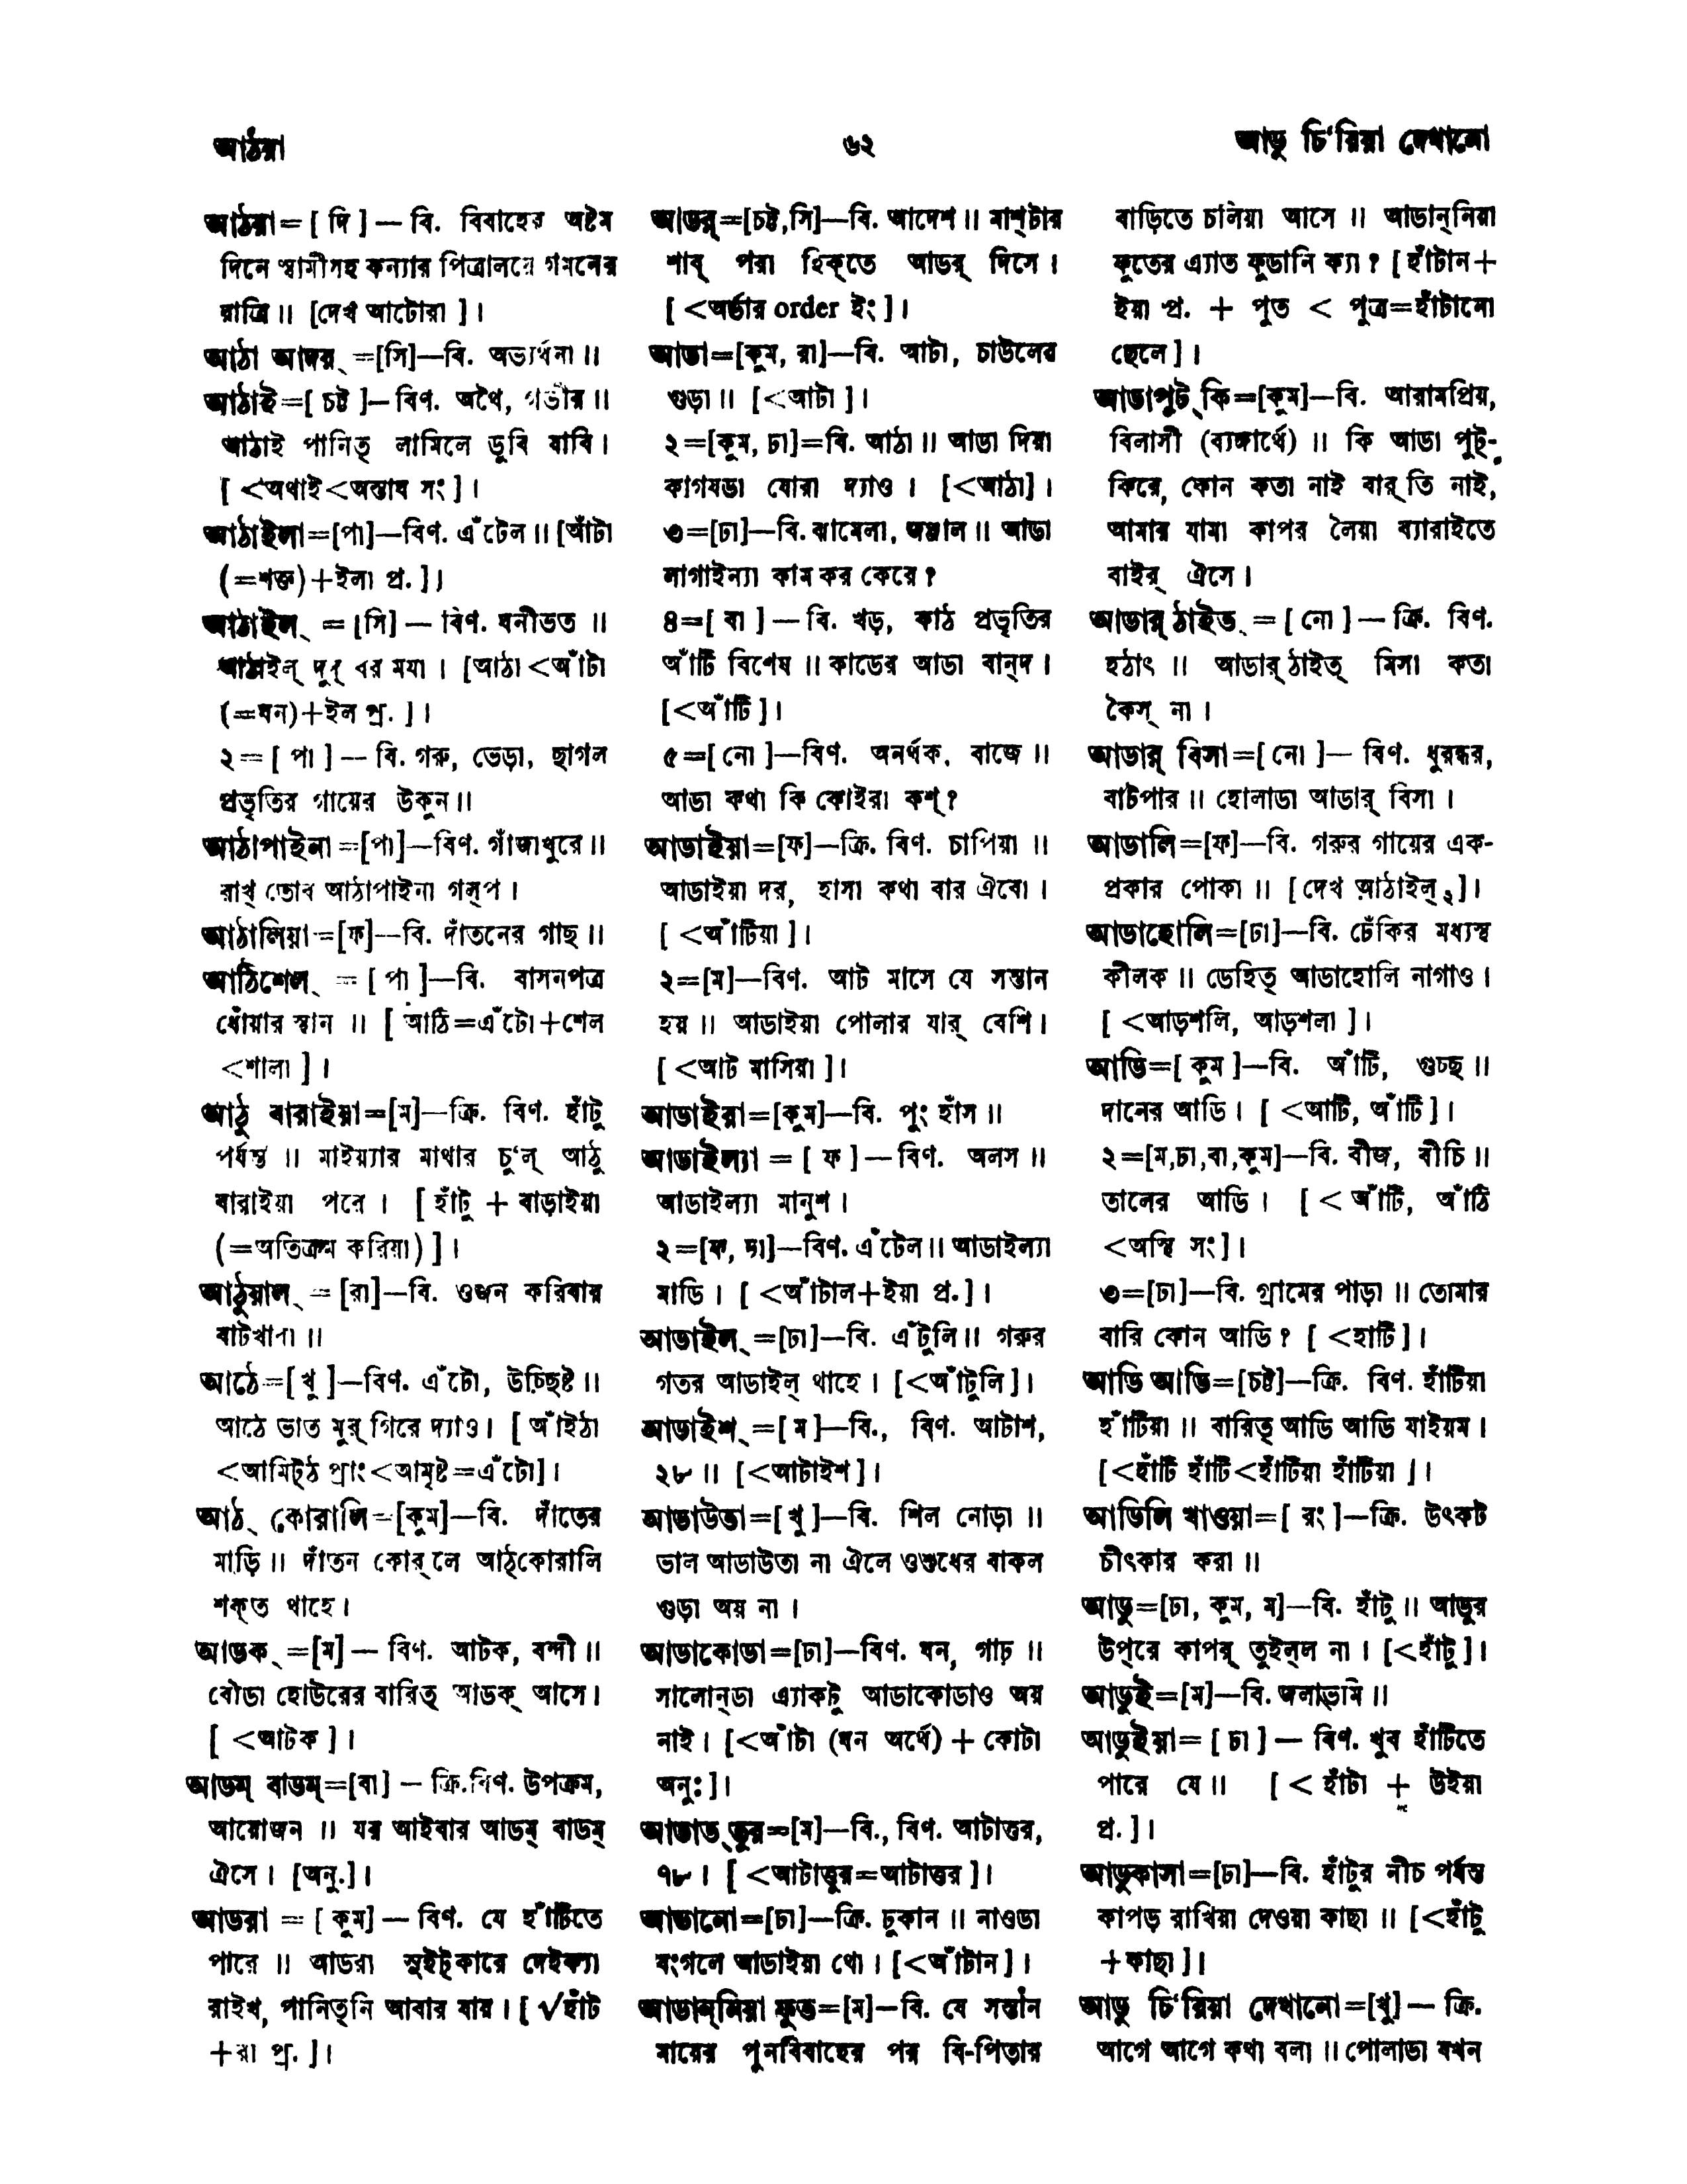 আঠরা
৬২
আডু চি'রিয়া দেখানো
আঠরা=[ দি ]— বি. বিবাহের অষ্টম
দিনে স্বামীসহ কন্যার পিত্রালয়ে গমনের
রাত্রি ॥ [দেখ আটোরা ]।
আঠা আদর্ =[সি]—বি. অভ্যর্থনা ॥
আঠাই=[ চট্ট ]—বিণ. অথৈ, গভীর ॥
আঠাই পানিত্ লামিলে ডুবি যাবি।
[ <অথাই<অস্তাঘ সং ]।
আঠাইলা=[পা]—বিণ. এঁটেল ॥ [আঁটা
(=শক্ত)+ইলা প্র. ]।
আঠাইল্ = [সি] — বিণ. ঘনীভূত ॥
আঠাইল্ দুদ্ বর মযা। [আঠা<আঁটা
(=ঘন)+ইল প্র. ]।
২=[ পা ] — বি. গরু, ভেড়া, ছাগল
প্রভৃতির গায়ের উকুন ॥
আঠাপাইনা=[পা]—বিণ. গাঁজাখুরে ॥
রাখ্ তোর আঠাপাইনা গল্প।
আঠালিয়া=[ফ]—বি. দাঁতনের গাছ ॥
আঠিশেল্ = [ পা ]—বি. বাসনপত্র
ধোঁয়ার স্থান ॥ [ আঠি=এঁটো+শেল
<শালা ]।
আঠু বারাইয়া=[ম]—ক্রি. বিণ. হাঁটু
পর্যন্ত ॥ মাইয়্যার মাথার চু'ল্ আঠু
বারাইয়া পরে। [ হাঁটু + বাড়াইয়া
(=অতিক্রম করিয়া) ]।
আঠুয়াল্ = [রা]—বি. ওজন করিবার
বাটখারা ॥
আঠে=[ খু ]—বিণ. এঁটো, উচ্ছিষ্ট ॥
আঠে ভাত মুর্ গিরে দ্যাও। [ আঁইঠা
<আমিট্ঠ প্রাং<আমৃষ্ট=এঁটো]।
আঠ্ কোরালি=[কুম]—বি. দাঁতের
মাড়ি ॥ দাঁতন কোর্ লে আঠ্কোরালি
শক্ত থাহে।
আডক্ =[ম] — বিণ. আটক, বন্দী ॥
বৌডা হোউরের বারিত্ আডক্ আসে।
[ <আটক ]।
আডম্ বাডম্=[বা] — ক্রি.বিণ. উপক্রম,
আয়োজন ॥ যর আইবার আডম্ বাডম্
ঐসে। [অনু.]।
আডরা = [ কুম] — বিণ. যে হাঁটিতে
পারে ॥ আডরা সুইট্কারে দেইক্যা
রাইখ, পানিত্নি আবার যায়। [ √হাঁট
+রা প্র. ]।
আডর্=[চট্ট,সি]—বি. আদেশ ॥ মাশ্টার
শাব্ পরা হিক্তে আডর্ দিসে।
[ <অর্ডার order ইং ]।
আডা=[কুম, রা]—বি. আটা, চাউলের
গুড়া ॥ [<আটা ]।
২=[কুম, ঢা]=বি. আঠা ॥ আডা দিয়া
কাগযডা যোরা দ্যাও। [<আঠা]।
৩=[ঢা]—বি. ঝামেলা, জঞ্জাল ॥ আডা
লাগাইন্যা কাম কর কেরে?
৪=[ বা ] — বি. খড়, কাঠ প্রভৃতির
আঁটি বিশেষ ॥ কাডের আডা বান্দ।
[<আঁটি ]।
৫=[ নো ]—বিণ. অনর্থক, বাজে ॥
আডা কথা কি কোইরা কশ্?
আডাইয়া=[ফ]—ক্রি. বিণ. চাপিয়া ॥
আডাইয়া দর, হাসা কথা বার ঐবো।
[ <আঁটিয়া ]।
২=[ম]—বিণ. আট মাসে যে সন্তান
হয় ॥ আডাইয়া পোলার যার্ বেশি।
[ <আট মাসিয়া ]।
আডাইরা=[কুম]—বি. পুং হাঁস ॥
আডাইল্যা = [ ফ ] — বিণ. অলস ॥
আডাইল্যা মানুশ।
২=[ফ, ঢা]—বিণ. এঁটেল ॥ আডাইল্যা
মাডি। [ <আঁটাল+ইয়া প্র.]।
আডাইল্ =[ঢা]—বি. এঁটুলি ॥ গরুর
গতর আডাইল্ থাহে। [<আঁটুলি]।
আডাইশ্ =[ ম ]—বি., বিণ. আটাশ,
২৮ ॥ [<আটাইশ]।
আডাউতা=[ খু ]—বি. শিল নোড়া ॥
ভাল আডাউতা না ঐলে ওশুধের বাকল
গুড়া অয় না।
আডাকোডা=[ঢা]—বিণ. ঘন, গাঢ় ॥
সালোন্ডা এ্যাকটু আডাকোডাও অয়
নাই। [<আঁটা (ঘন অর্থে) + কোটা
অনু: ]।
আডাত্তুর=[ম]—বি., বিণ. আটাত্তর,
৭৮। [ <আটাত্তুর=আটাত্তর ]।
আডানো=[ঢা]—ক্রি. ঢুকান ॥ নাওডা
বংগলে আডাইয়া থো। [<আঁটান]।
আডান্নিয়া ফুত=[ম]—বি. যে সন্তান
মায়ের পুনর্বিবাহের পর বি-পিতার
বাড়িতে চলিয়া আসে ॥ আডান্নিয়া
ফুতের এ্যাত কুডানি ক্যা? [ হাঁটান+
ইয়া প্র. + পুত < পুত্র=হাঁটানো
ছেলে ]।
আডাপুট্ কি=[কুম]—বি. আরামপ্রিয়,
বিলাসী (ব্যঙ্গার্থে) ॥ কি আডা পুট্-
কিরে, কোন কতা নাই বার্ তি নাই,
আমার যামা কাপর লৈয়া ব্যারাইতে
বাইর্ ঐসে।
আডার্ ঠাইত্ = [ নো ] — ক্রি. বিণ.
হঠাৎ ॥ আডার্ ঠাইত্ মিসা কতা
কৈস্ না।
আডার্ বিসা=[ নো ]— বিণ. ধুরন্ধর,
বাটপার ॥ হোলাডা আডার্ বিসা।
আডালি=[ফ]—বি. গরুর গায়ের এক-
প্রকার পোকা ॥ [ দেখ আঠাইল্২]।
আডাহোলি=[ঢা]—বি. ঢেঁকির মধ্যস্থ
কীলক ॥ ডেহিত্ আডাহোলি নাগাও।
[ <আড়শলি, আড়শলা ]।
আডি=[ কুম ]—বি. আঁটি, গুচ্ছ ॥
দানের আডি। [ <আটি, আঁটি ]।
২=[ম,ঢা,বা,কুম]—বি. বীজ, বীচি ॥
তালের আডি। [ < আঁটি, আঁঠি
<অস্থি সং]।
৩=[ঢা]—বি. গ্রামের পাড়া ॥ তোমার
বারি কোন আডি? [ <হাটি ]।
আডি আডি=[চট্ট]—ক্রি. বিণ. হাঁটিয়া
হাঁটিয়া ॥ বারিত্ আডি আডি যাইয়ম।
[<হাঁটি হাঁটি<হাঁটিয়া হাঁটিয়া ]।
আডিলি খাওয়া=[ রং ]—ক্রি. উৎকট
চীৎকার করা ॥
আডু=[ঢা, কুম, ম]—বি. হাঁটু ॥ আডুর
উপ্রে কাপর্ তুইল্ল না। [<হাঁটু]।
আডুই=[ম]—বি. জলাভূমি ॥
আডুইয়া= [ ঢা ] — বিণ. খুব হাঁটিতে
পারে যে ॥ [ < হাঁটা + উইয়া
প্র. ]।
আডুকাসা=[ঢা]—বি. হাঁটুর নীচ পর্যন্ত
কাপড় রাখিয়া দেওয়া কাছা ॥ [<হাঁটু
+কাছা ]।
আডু চি'রিয়া দেখানো=[খু] — ক্রি.
আগে আগে কথা বলা ॥ পোলাডা যখন